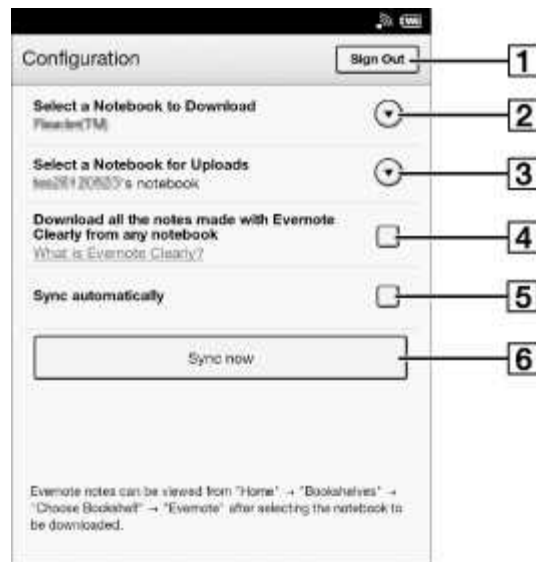 Configuration
Sign Out
1
Select a Notebook to Download
2
Select a Notebook for Uploads
's notebook
3
Download all the notes made with Evernote
Clearly from any notebook
What is Evernote Clearly?
4
Sync automatically
5
Sync now
6
Evernote notes can be viewed from "Home" → "Bookshelves" →
"Choose Bookshelf" → "Evernote" after selecting the notebook to
be downloaded.